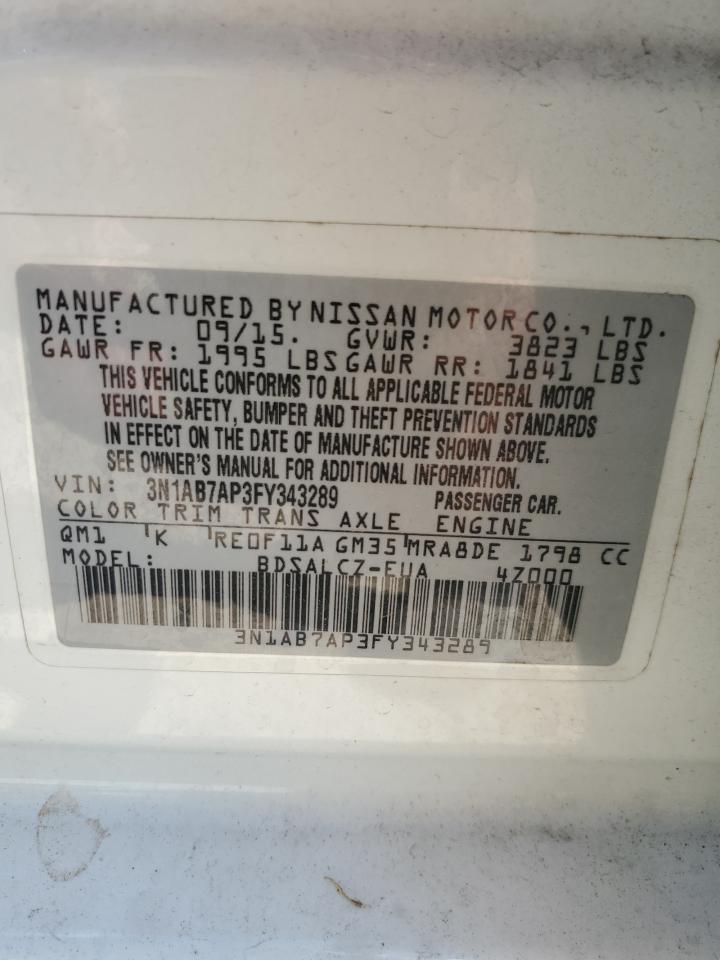 MANUFACTURED BY NISSAN MOTOR CO., LTD.
DATE: 09/15. GVWR: 3823 LBS
GAWR FR: 1995 LBS GAWR RR: 1841 LBS
THIS VEHICLE CONFORMS TO ALL APPLICABLE FEDERAL MOTOR
VEHICLE SAFETY, BUMPER AND THEFT PREVENTION STANDARDS
IN EFFECT ON THE DATE OF MANUFACTURE SHOWN ABOVE.
SEE OWNER'S MANUAL FOR ADDITIONAL INFORMATION.
VIN: 3N1AB7AP3FY343289 PASSENGER CAR.
COLOR TRIM TRANS AXLE ENGINE
QM1 K RE0F11A GM35 MRA8DE 1798 CC
MODEL: BDSALCZ-EUA 4Z000
3N1AB7AP3FY343289